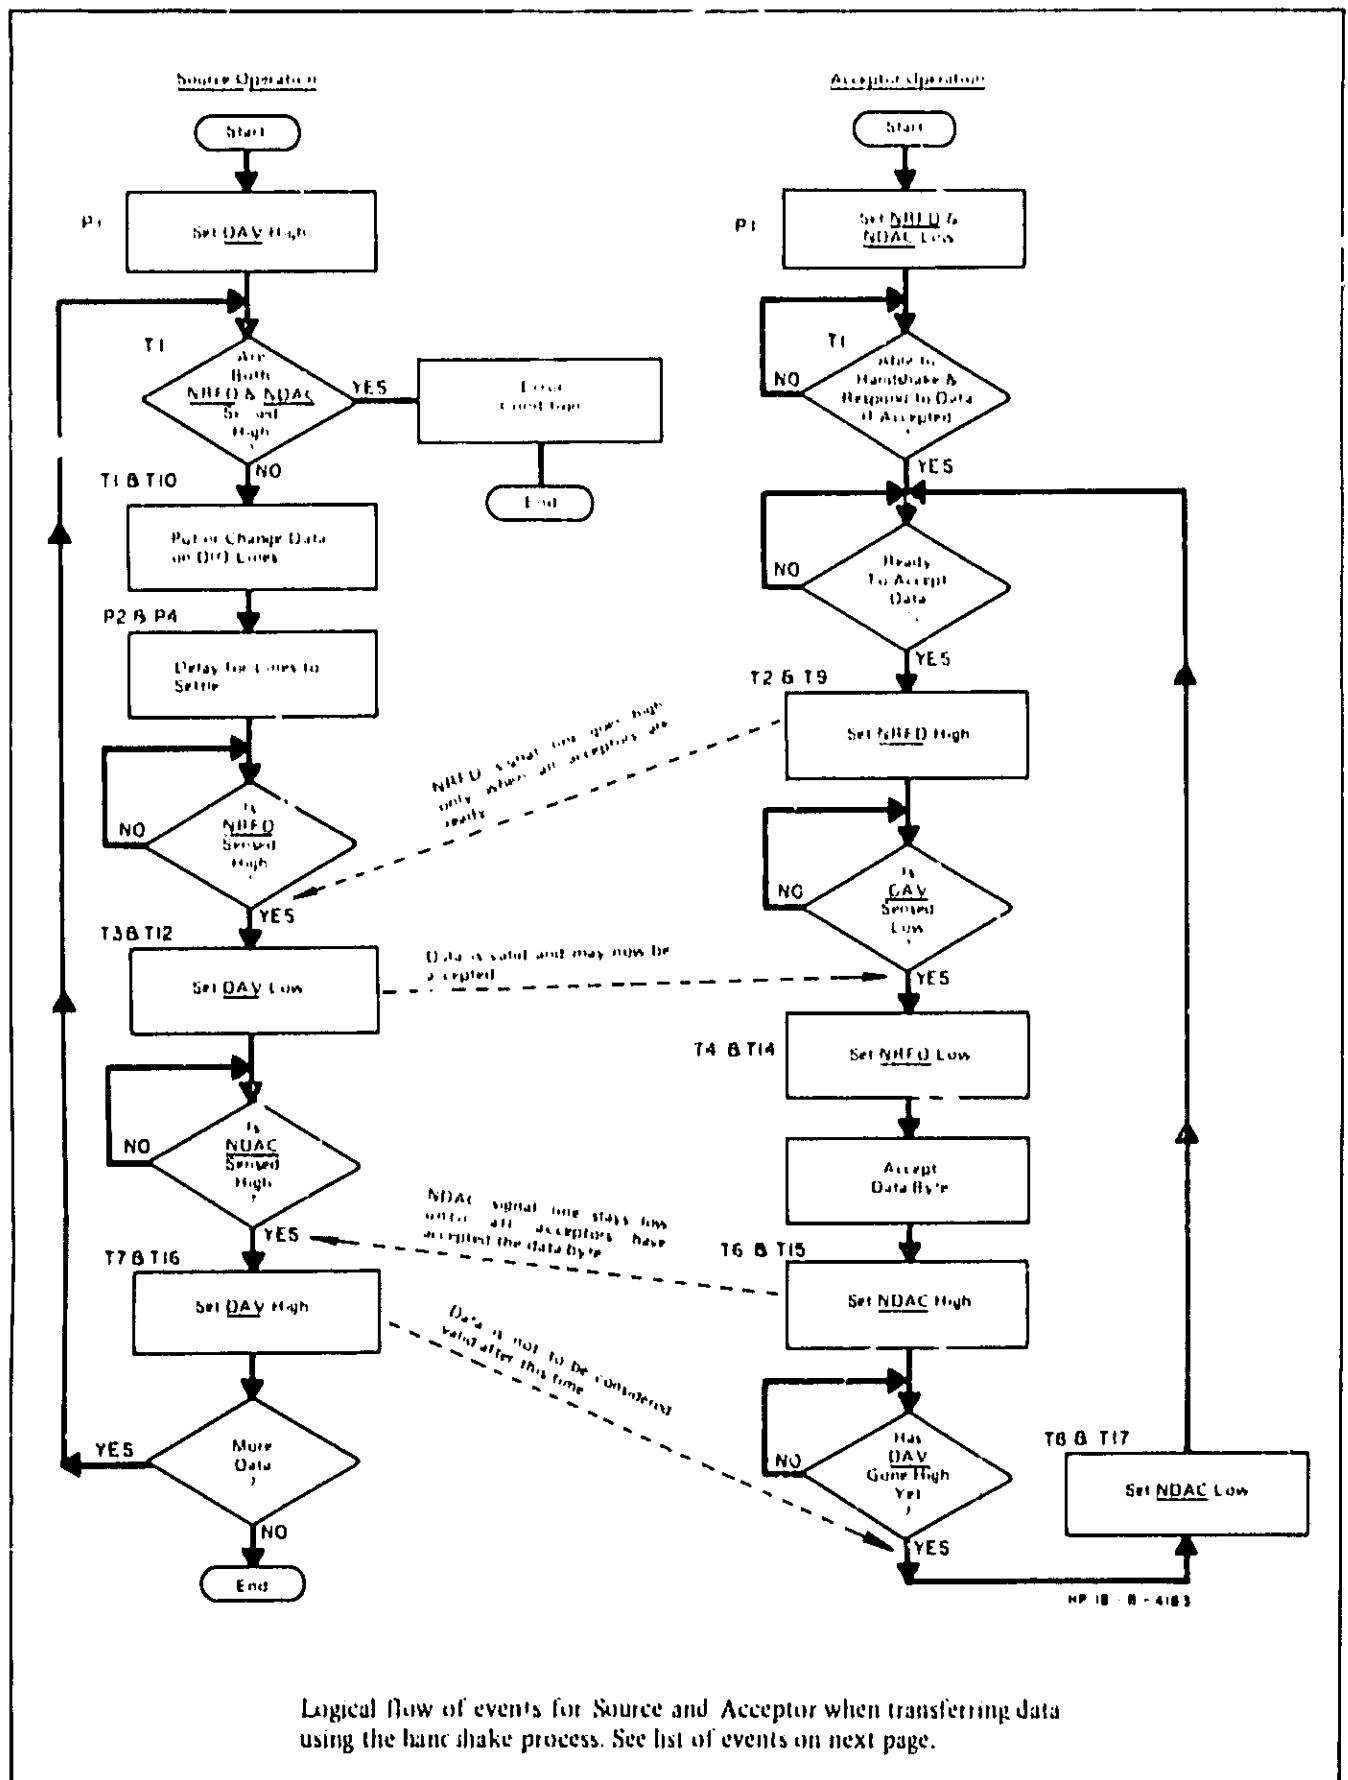 Source Operation
Start
P1
Set DAV High
T1
Are
Both
NRFD & NDAC
Sensed
High
?
YES
Error
Condition
End
NO
T1 & T10
Put or Change Data
on DIO Lines
P2 & P4
Delay for Lines to
Settle
Is
NRFD
Sensed
High
?
NO
YES
T3 & T12
Set DAV Low
Is
NDAC
Sensed
High
?
NO
YES
T7 & T16
Set DAV High
More
Data
?
YES
NO
End
NRFD signal line goes high
only when all acceptors are
ready
Data is valid and may now be
accepted
NDAC signal line stays low
until all acceptors have
accepted the data byte
Data is not to be considered
valid after this time
Acceptor Operation
Start
P1
Set NRFD &
NDAC Low
T1
Able to
Handshake &
Respond to Data
if Accepted
?
NO
YES
Ready
To Accept
Data
?
NO
YES
T2 & T9
Set NRFD High
Is
DAV
Sensed
Low
?
NO
YES
T4 & T14
Set NRFD Low
Accept
Data Byte
T6 & T15
Set NDAC High
Has
DAV
Gone High
Yet
?
NO
YES
T8 & T17
Set NDAC Low
HP-IB-B-4183
Logical flow of events for Source and Acceptor when transferring data
using the handshake process. See list of events on next page.